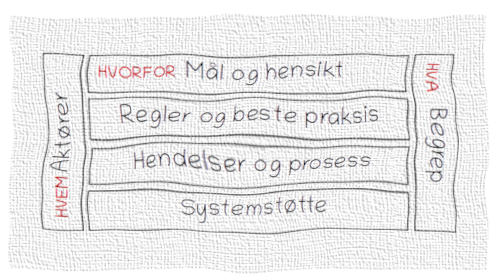 HVEM Aktører
HVORFOR Mål og hensikt
Regler og beste praksis
Hendelser og prosess
Systemstøtte
HVA Begrep